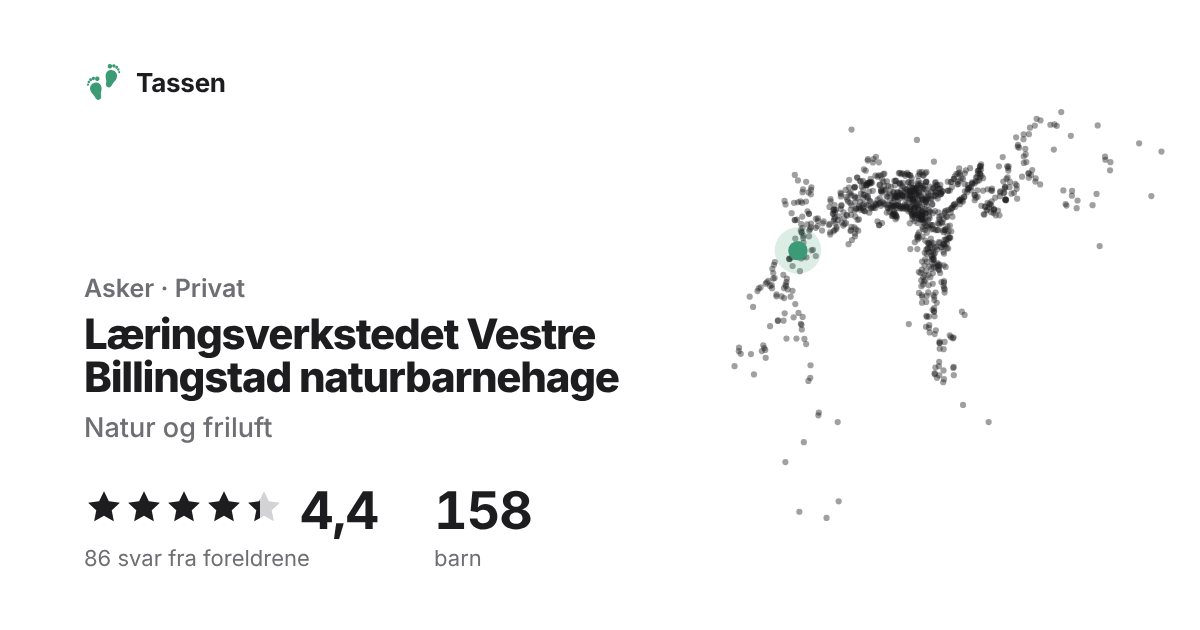 Tassen
Asker · Privat
Læringsverkstedet Vestre
Billingstad naturbarnehage
Natur og friluft
4,4
158
86 svar fra foreldrene
barn